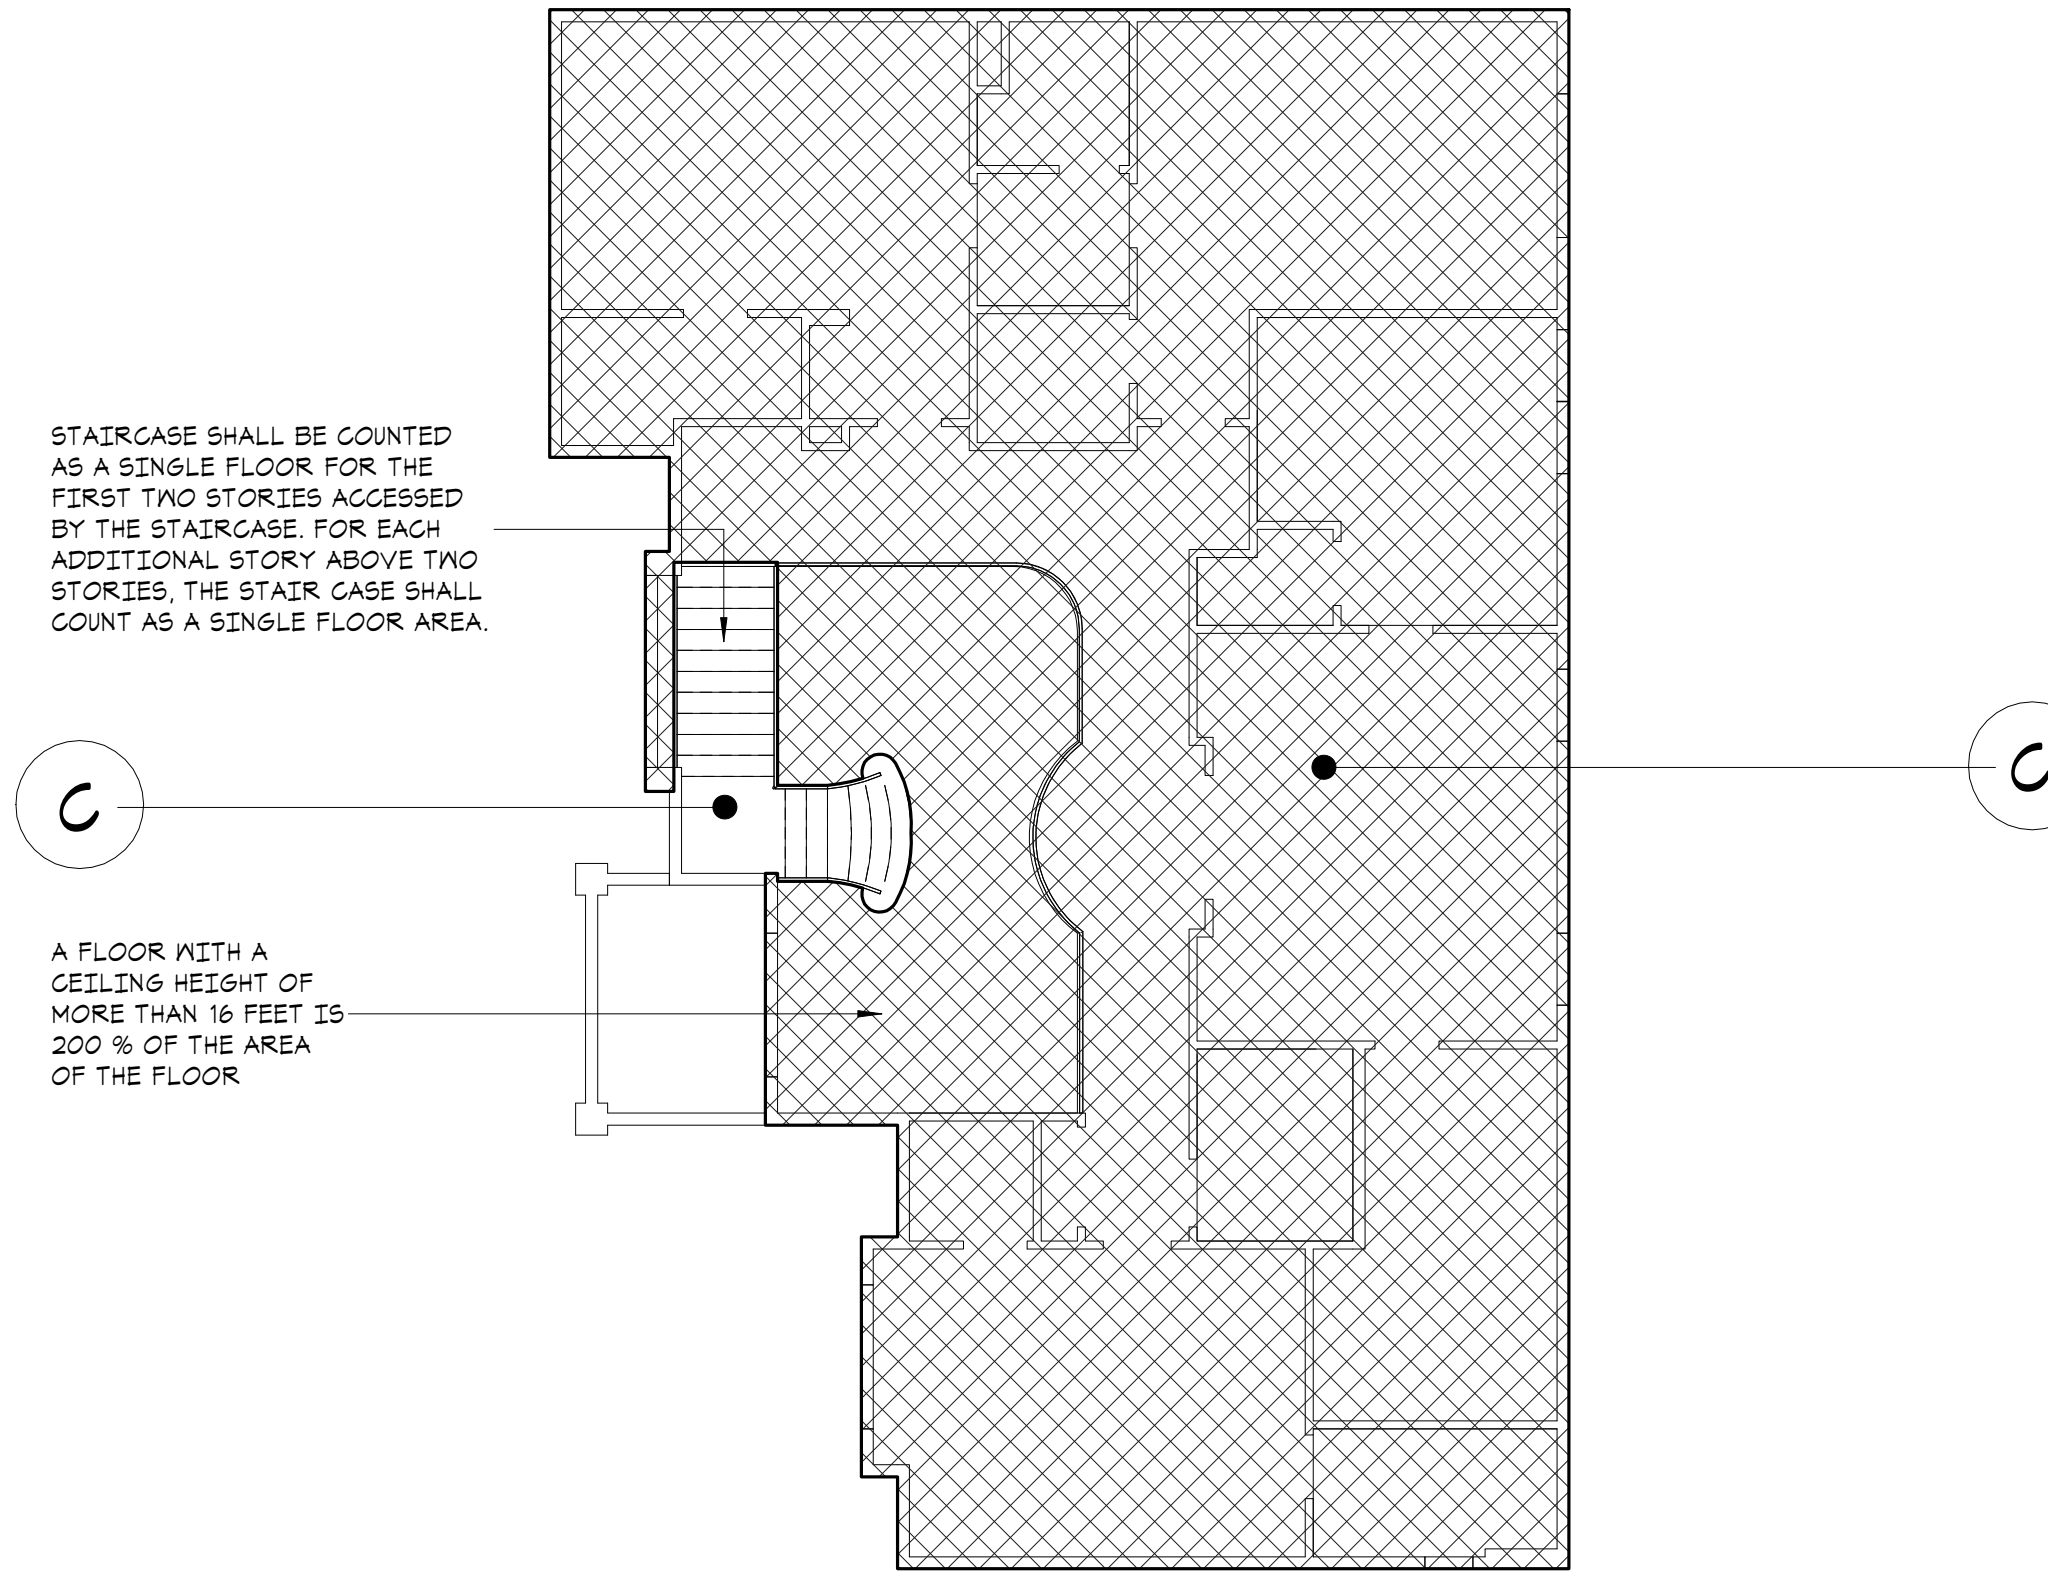 STAIRCASE SHALL BE COUNTED
AS A SINGLE FLOOR FOR THE
FIRST TWO STORIES ACCESSED
BY THE STAIRCASE. FOR EACH
ADDITIONAL STORY ABOVE TWO
STORIES, THE STAIR CASE SHALL
COUNT AS A SINGLE FLOOR AREA.
C
C
A FLOOR WITH A
CEILING HEIGHT OF
MORE THAN 16 FEET IS
200 % OF THE AREA
OF THE FLOOR